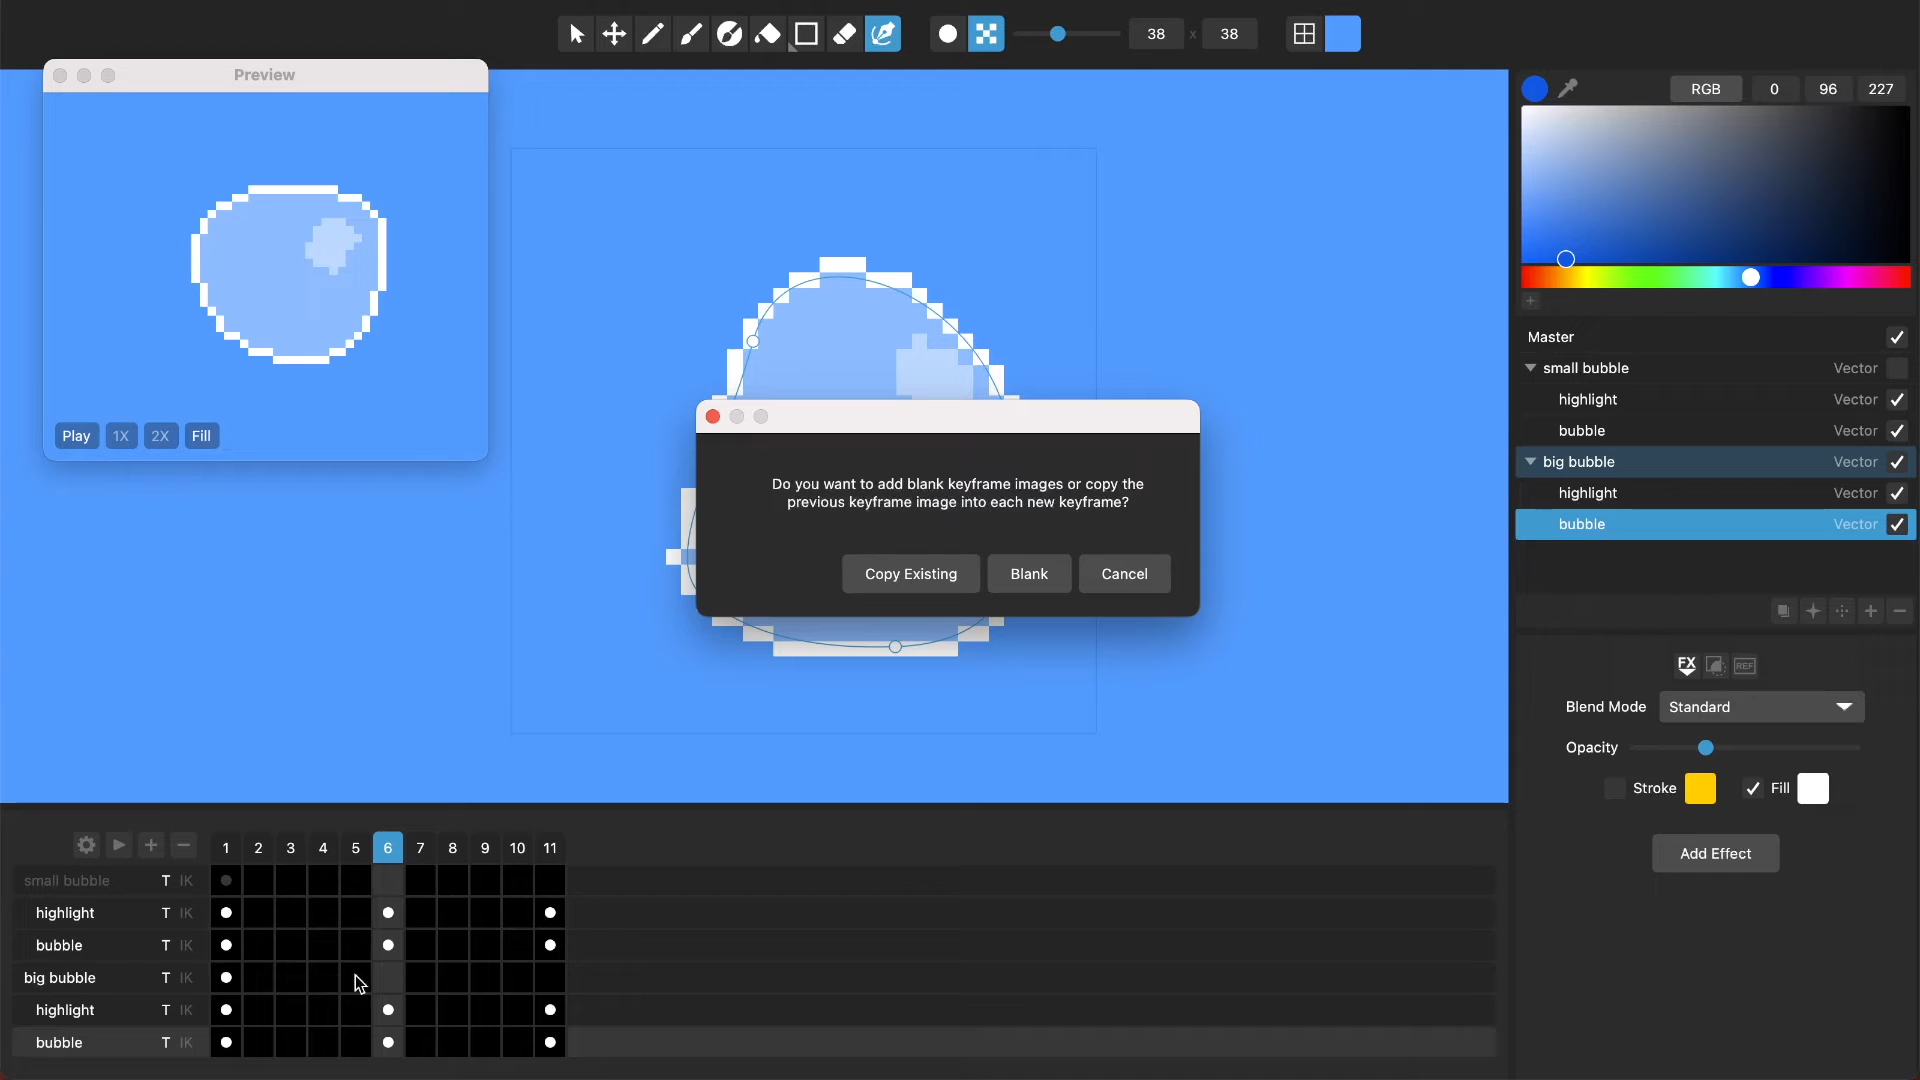 38 x 38
Preview
RGB 0 96 227
Play 1X 2X Fill
Master
small bubble Vector
highlight Vector
bubble Vector
big bubble Vector
highlight Vector
bubble Vector
Do you want to add blank keyframe images or copy the
previous keyframe image into each new keyframe?
Copy Existing Blank Cancel
FX REF
Blend Mode Standard
Opacity
Stroke Fill
Add Effect
1 2 3 4 5 6 7 8 9 10 11
small bubble T IK
highlight T IK
bubble T IK
big bubble T IK
highlight T IK
bubble T IK